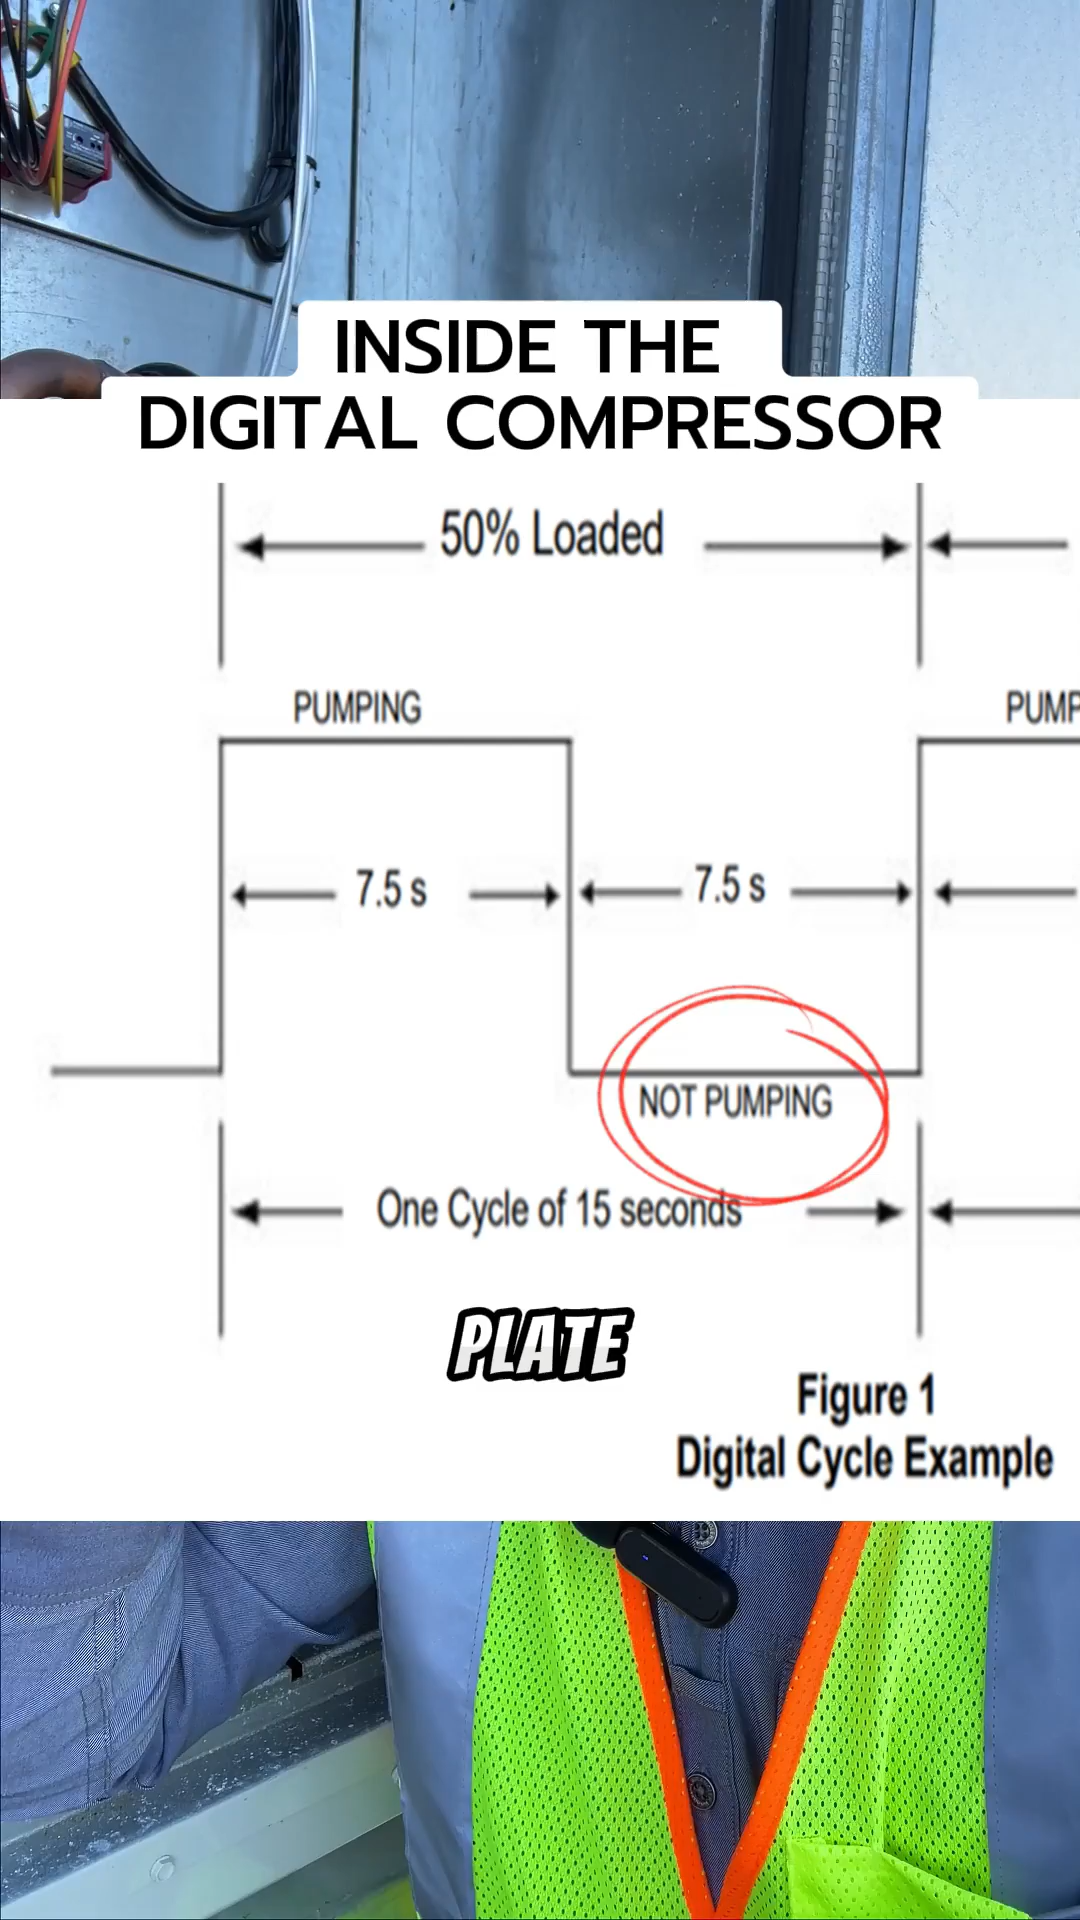 INSIDE THE
DIGITAL COMPRESSOR
50% Loaded
PUMPING
PUMP
7.5 s
7.5 s
NOT PUMPING
One Cycle of 15 seconds
PLATE
Figure 1
Digital Cycle Example